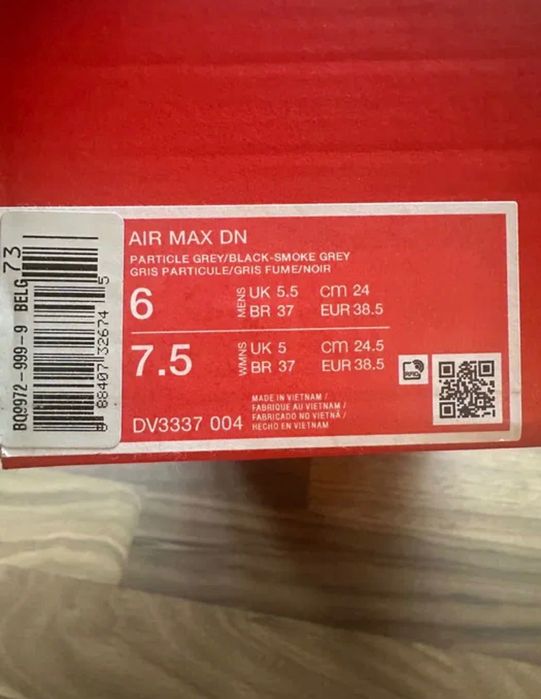 AIR MAX DN
PARTICLE GREY/BLACK-SMOKE GREY
GRIS PARTICULE/GRIS FUME/NOIR
6 MENS UK 5.5 CM 24
BR 37 EUR 38.5
7.5 WMNS UK 5 CM 24.5
BR 37 EUR 38.5
DV3337 004
MADE IN VIETNAM /
FABRIQUE AU VIETNAM /
FABRICADO NO VIETNÃ /
HECHO EN VIETNAM
RFID
BQ9972-999-9 BELG 73
88407 32674 5